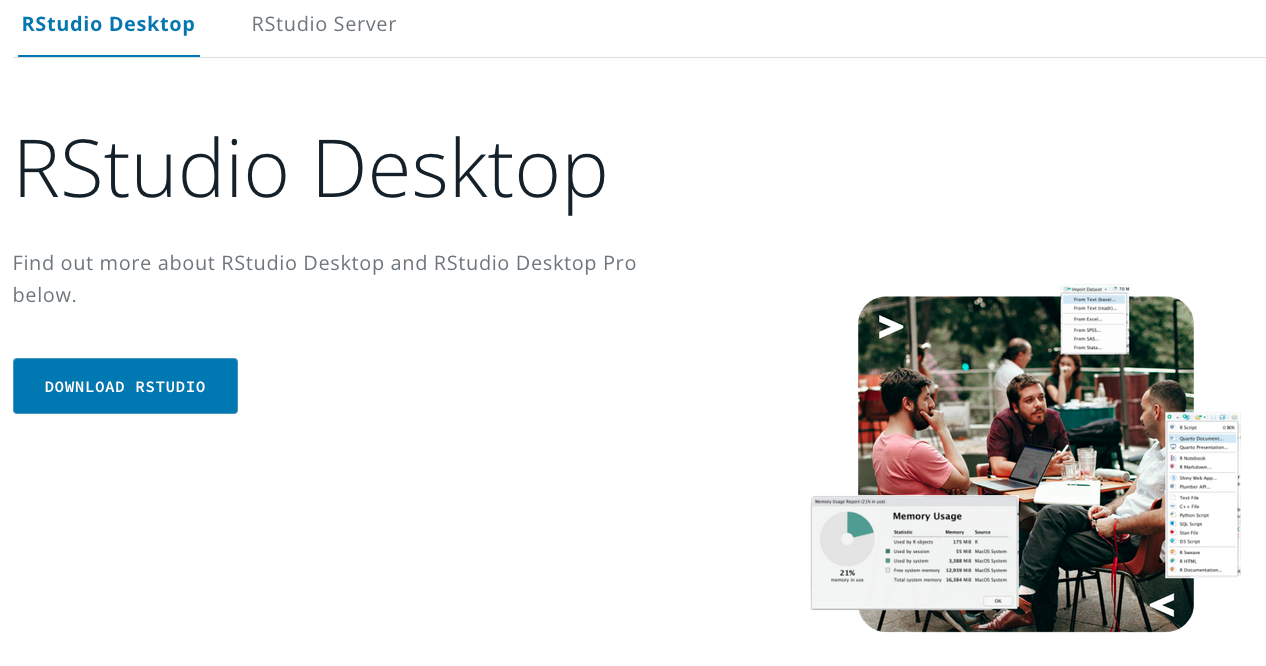 RStudio Desktop
RStudio Server
RStudio Desktop
Find out more about RStudio Desktop and RStudio Desktop Pro
below.
DOWNLOAD RSTUDIO
Import Dataset
From Text (base)...
From Text (readr)...
From Excel...
From SPSS...
From SAS...
From Stata...
R Script
Quarto Document...
Quarto Presentation...
R Notebook
R Markdown...
Shiny Web App...
Plumber API...
Text File
C++ File
Python Script
SQL Script
Stan File
D3 Script
R Sweave
R HTML
R Documentation...
Memory Usage Report (21% in use)
Memory Usage
Statistic Memory Source
Used by R objects 175 MiB R
Used by session 55 MiB MacOS System
Used by system 3,388 MiB MacOS System
Free system memory 12,939 MiB MacOS System
Total system memory 16,384 MiB MacOS System
21%
memory in use
OK